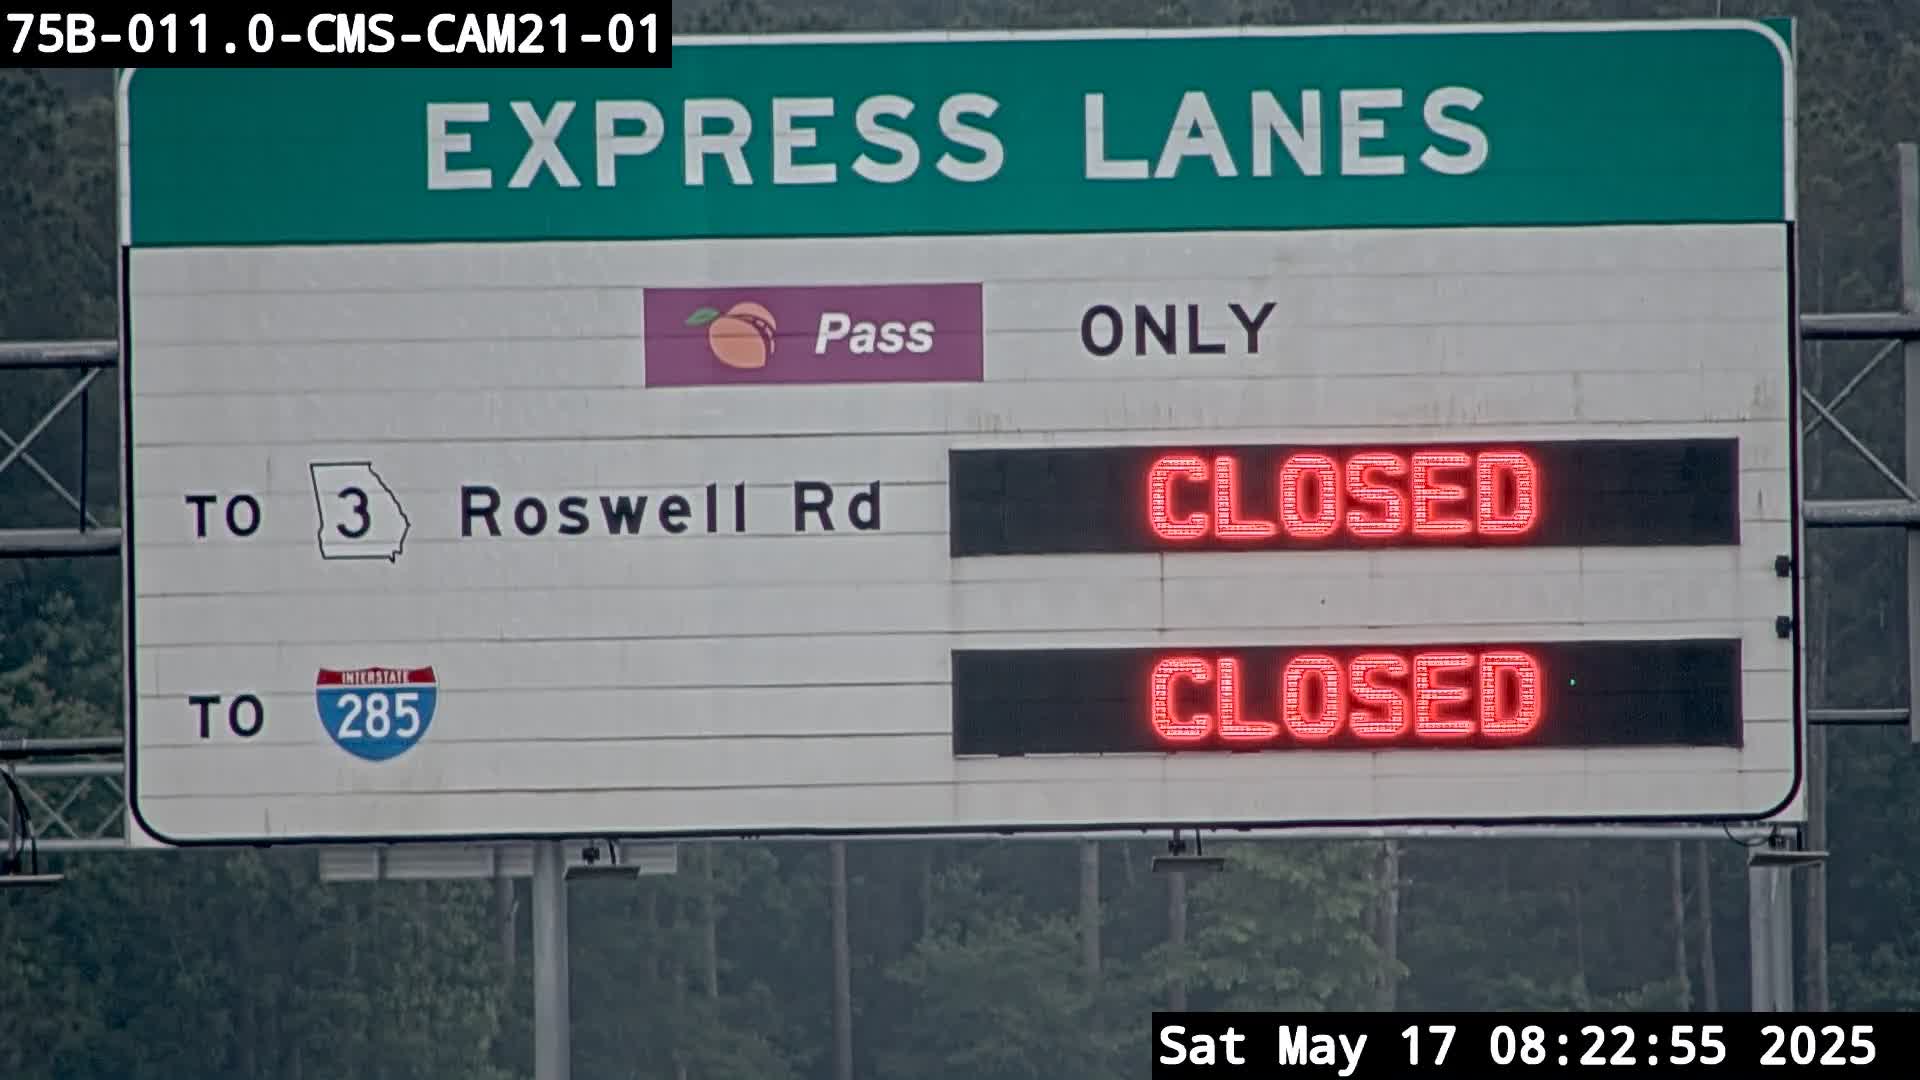 75B-011.0-CMS-CAM21-01
EXPRESS LANES
Pass ONLY
TO 3 Roswell Rd CLOSED
TO INTERSTATE 285 CLOSED
Sat May 17 08:22:55 2025